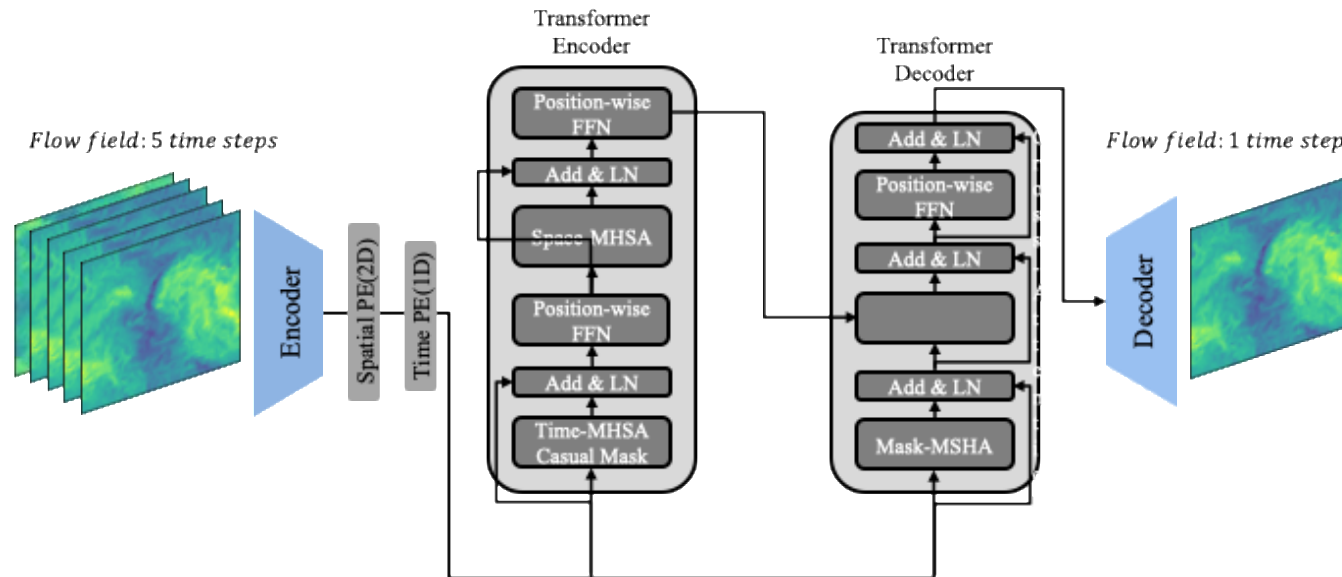 Transformer
Encoder
Transformer
Decoder
Flow field: 5 time steps
Flow field: 1 time step
Encoder
Spatial PE(2D)
Time PE(1D)
Position-wise
FFN
Add & LN
Space MHSA
Position-wise
FFN
Add & LN
Time-MHSA
Casual Mask
Add & LN
Position-wise
FFN
Add & LN
Add & LN
Mask-MSHA
Decoder